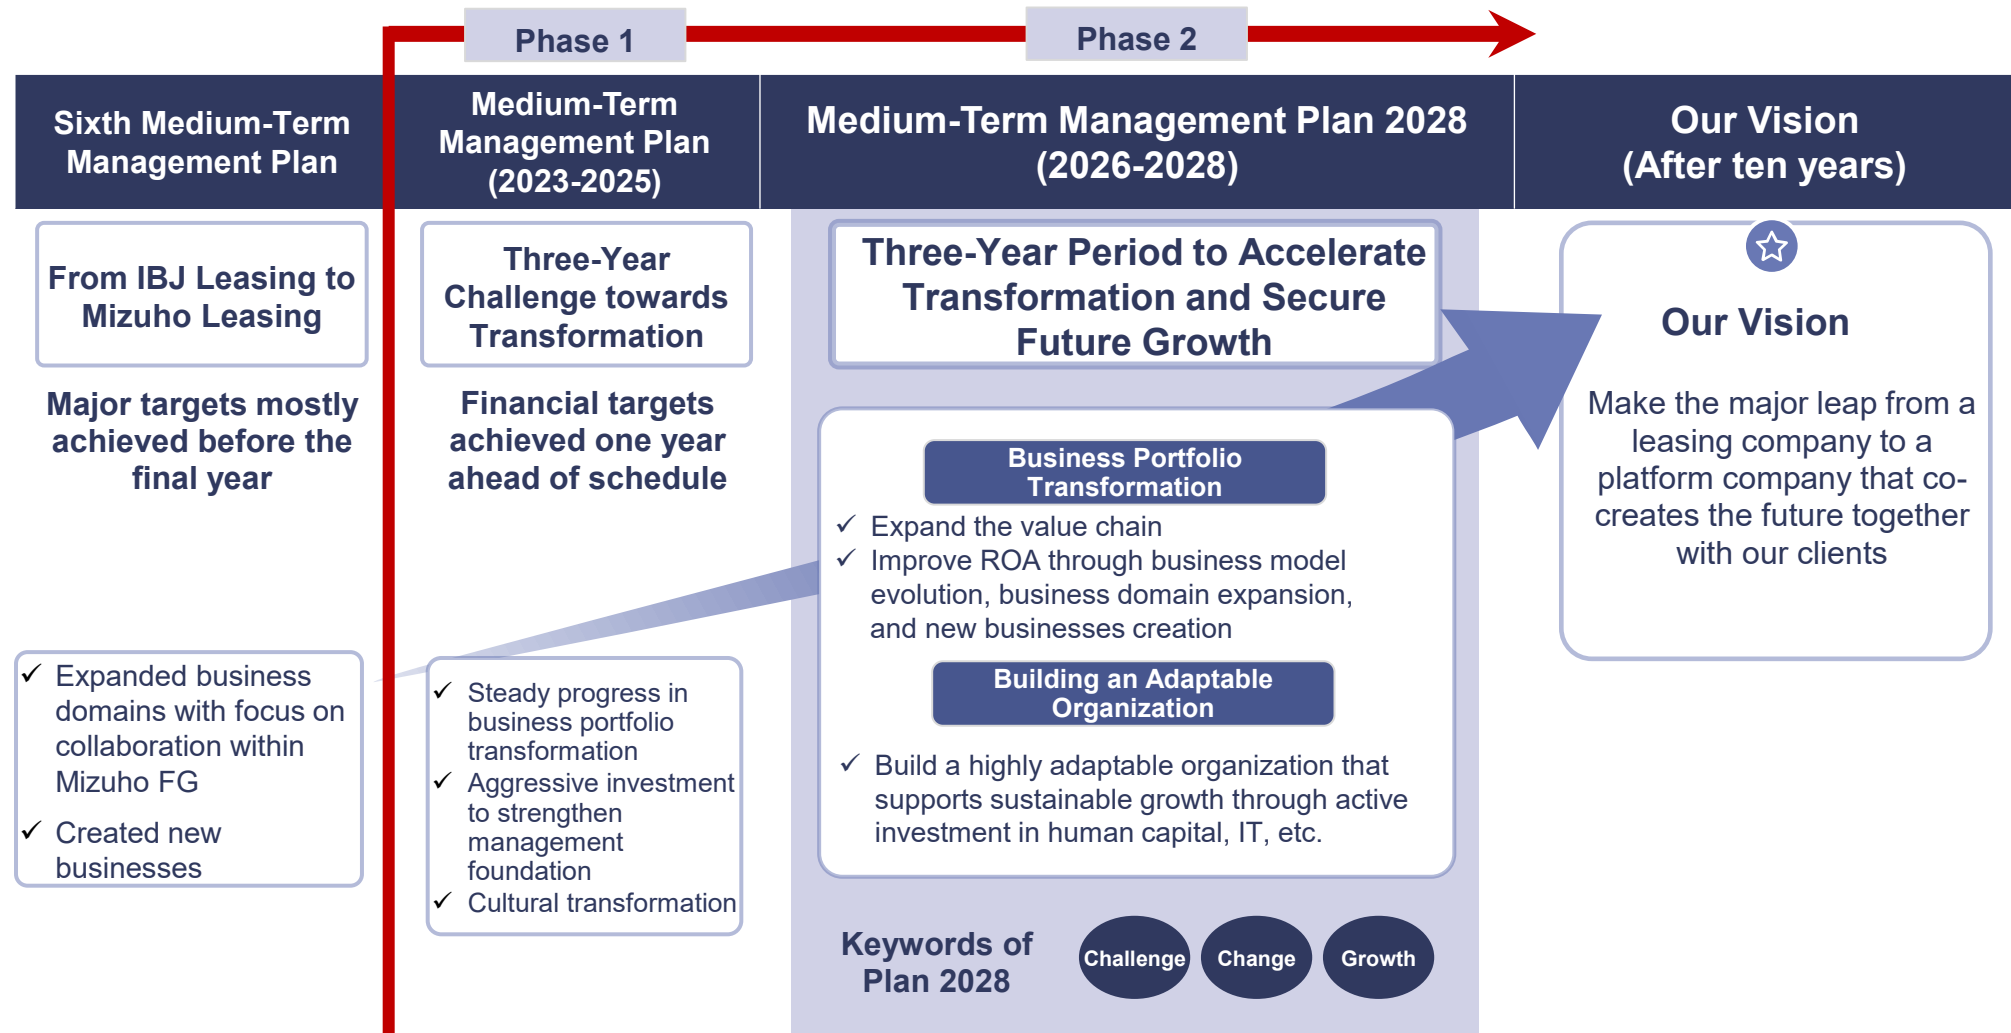 Phase 1
Phase 2
Sixth Medium-Term
Management Plan
Medium-Term
Management Plan
(2023-2025)
Medium-Term Management Plan 2028
(2026-2028)
Our Vision
(After ten years)
From IBJ Leasing to
Mizuho Leasing
Major targets mostly
achieved before the
final year
✓ Expanded business
domains with focus on
collaboration within
Mizuho FG
✓ Created new
businesses
Three-Year
Challenge towards
Transformation
Financial targets
achieved one year
ahead of schedule
✓ Steady progress in
business portfolio
transformation
✓ Aggressive investment
to strengthen
management
foundation
✓ Cultural transformation
Three-Year Period to Accelerate
Transformation and Secure
Future Growth
Business Portfolio
Transformation
✓ Expand the value chain
✓ Improve ROA through business model
evolution, business domain expansion,
and new businesses creation
Building an Adaptable
Organization
✓ Build a highly adaptable organization that
supports sustainable growth through active
investment in human capital, IT, etc.
Keywords of
Plan 2028
Challenge
Change
Growth
Our Vision
Make the major leap from a
leasing company to a
platform company that co-
creates the future together
with our clients